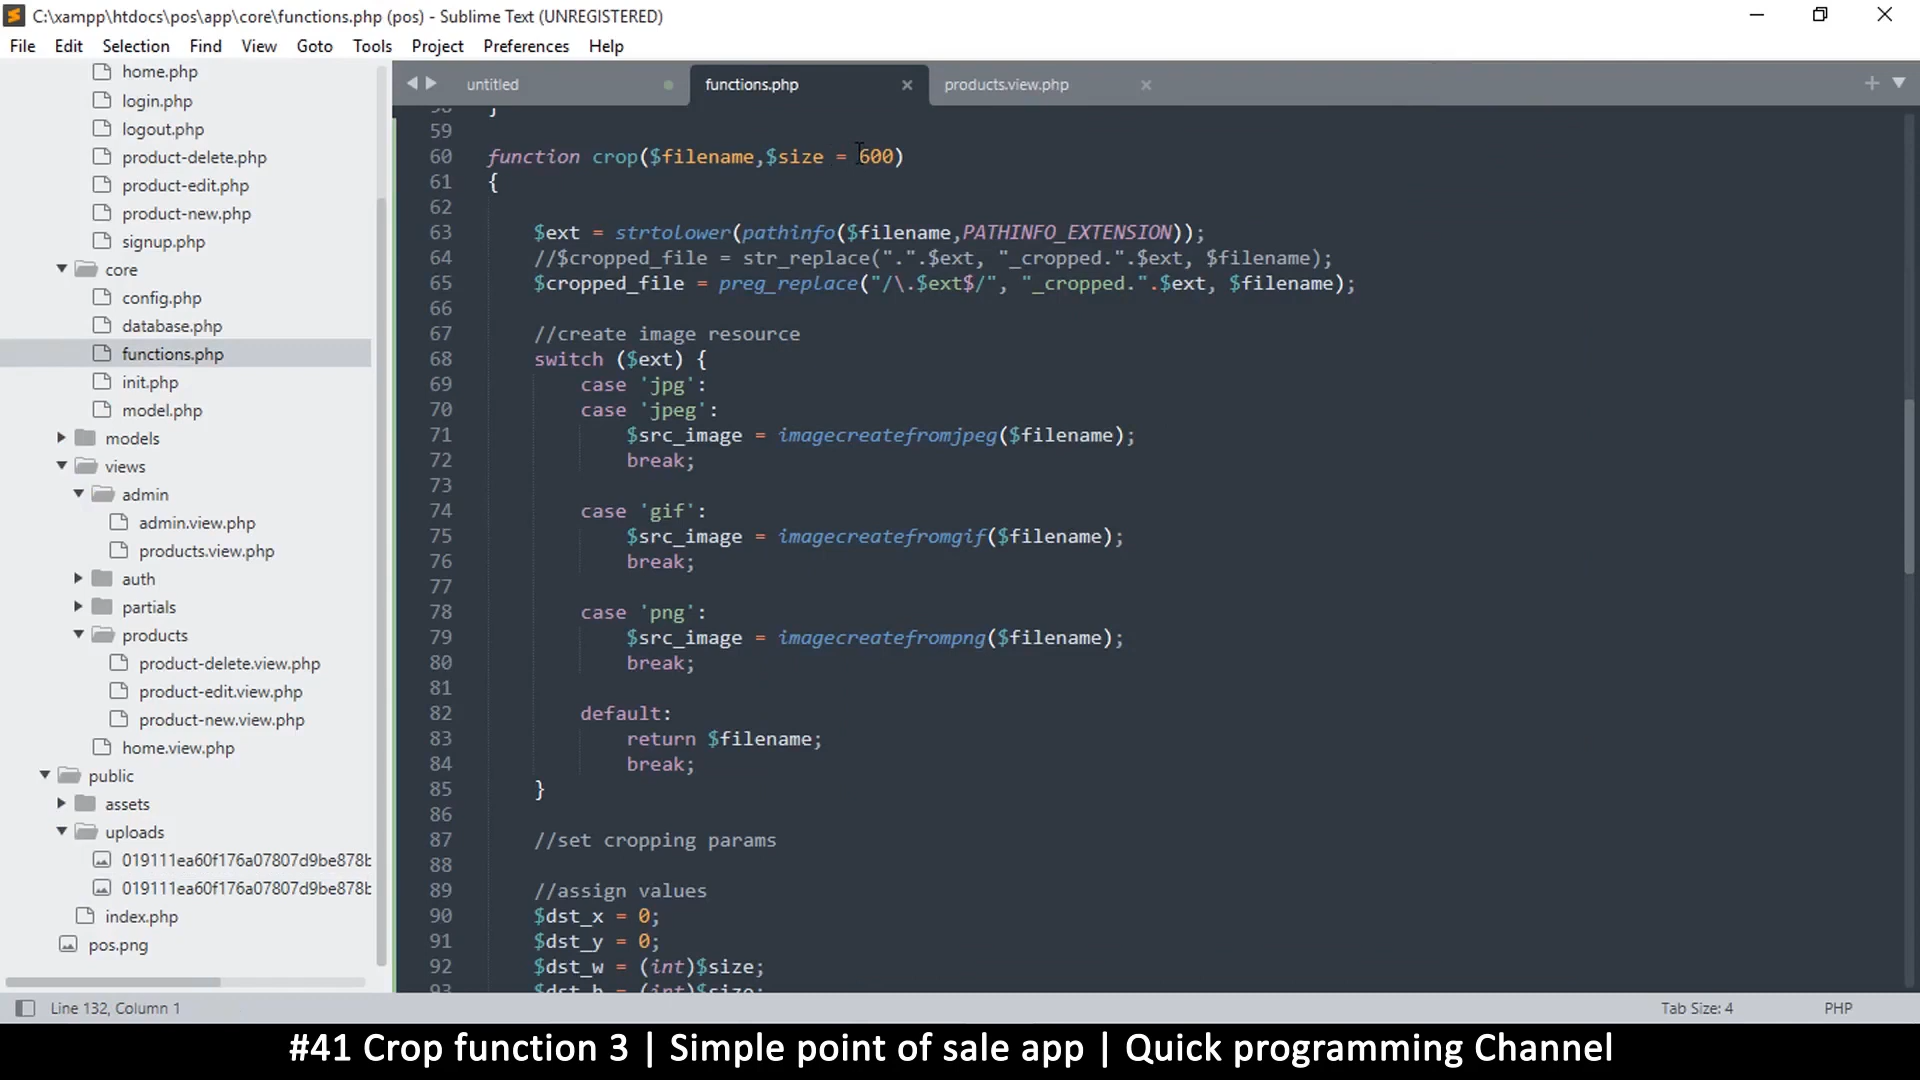 C:\xampp\htdocs\pos\app\core\functions.php (pos) - Sublime Text (UNREGISTERED)
File Edit Selection Find View Goto Tools Project Preferences Help
home.php
login.php
logout.php
product-delete.php
product-edit.php
product-new.php
signup.php
core
config.php
database.php
functions.php
init.php
model.php
models
views
admin
admin.view.php
products.view.php
auth
partials
products
product-delete.view.php
product-edit.view.php
product-new.view.php
home.view.php
public
assets
uploads
019111ea60f176a07807d9be878b
019111ea60f176a07807d9be878b
index.php
pos.png
untitled functions.php products.view.php
58 }
59
60 function crop($filename,$size = 600)
61 {
62
63 $ext = strtolower(pathinfo($filename,PATHINFO_EXTENSION));
64 //$cropped_file = str_replace(".".$ext, "_cropped.".$ext, $filename);
65 $cropped_file = preg_replace("/\.$ext$/", "_cropped.".$ext, $filename);
66
67 //create image resource
68 switch ($ext) {
69 case 'jpg':
70 case 'jpeg':
71 $src_image = imagecreatefromjpeg($filename);
72 break;
73
74 case 'gif':
75 $src_image = imagecreatefromgif($filename);
76 break;
77
78 case 'png':
79 $src_image = imagecreatefrompng($filename);
80 break;
81
82 default:
83 return $filename;
84 break;
85 }
86
87 //set cropping params
88
89 //assign values
90 $dst_x = 0;
91 $dst_y = 0;
92 $dst_w = (int)$size;
93 $dst_h = (int)$size;
Line 132, Column 1 Tab Size: 4 PHP
#41 Crop function 3 | Simple point of sale app | Quick programming Channel